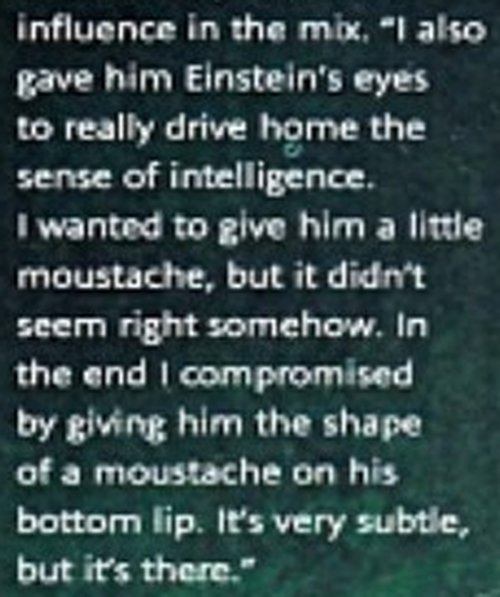 influence in the mix. “I also
gave him Einstein's eyes
to really drive home the
sense of intelligence.
I wanted to give him a little
moustache, but it didn't
seem right somehow. In
the end I compromised
by giving him the shape
of a moustache on his
bottom lip. It's very subtle,
but it's there.”